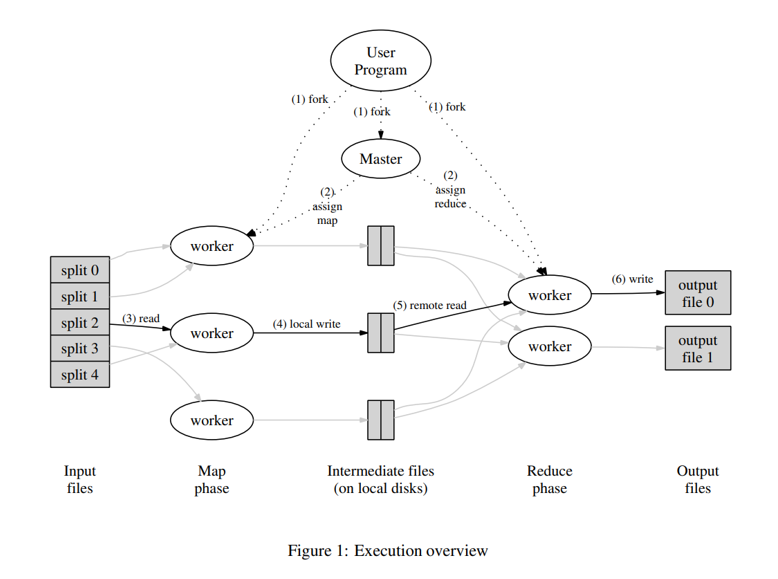 User
Program
(1) fork
(1) fork
(1) fork
Master
(2)
assign
map
(2)
assign
reduce
worker
split 0
split 1
split 2
split 3
split 4
(3) read
worker
(4) local write
(5) remote read
worker
(6) write
output
file 0
worker
output
file 1
worker
Input
files
Map
phase
Intermediate files
(on local disks)
Reduce
phase
Output
files
Figure 1: Execution overview